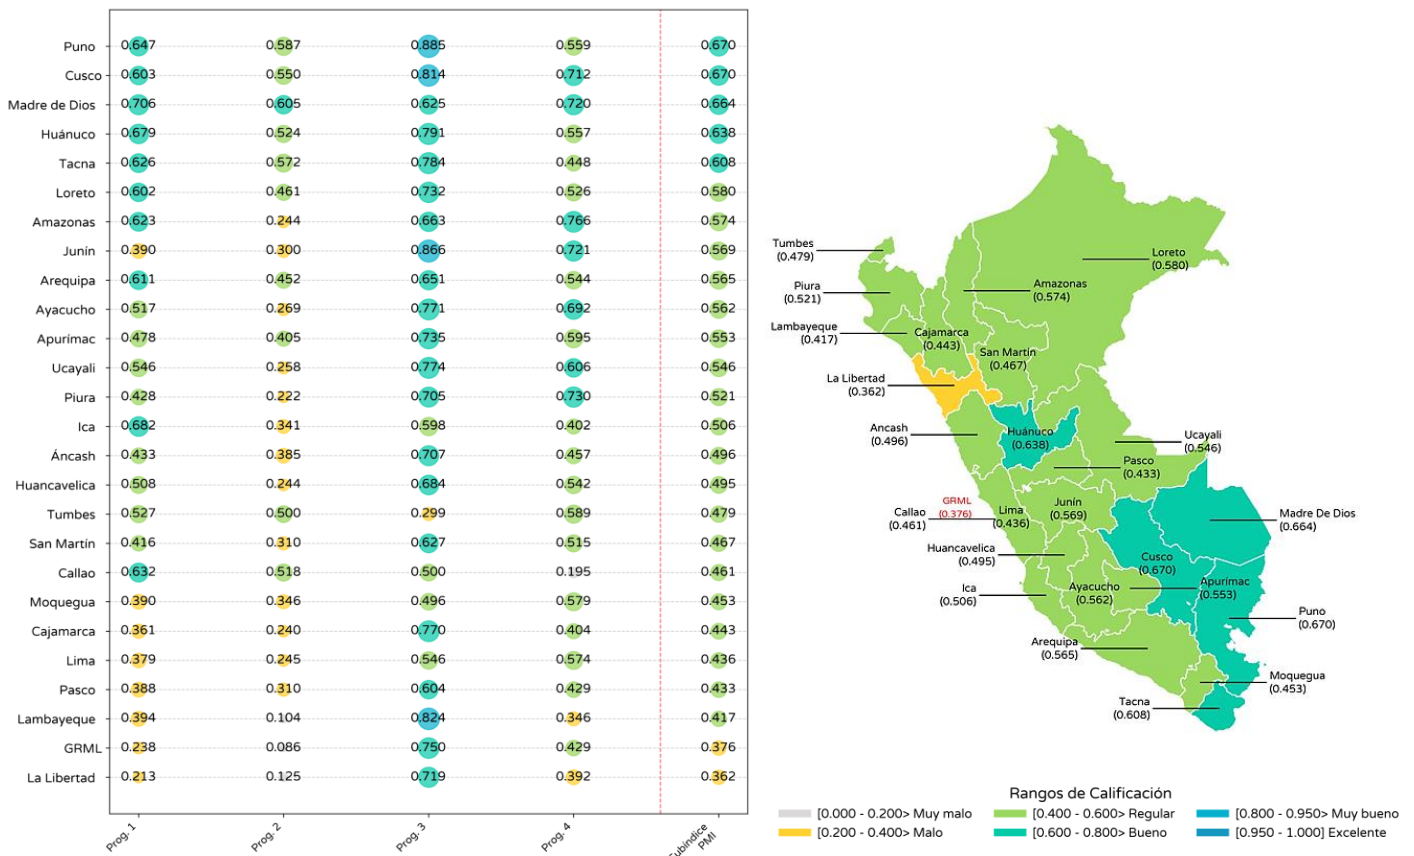 Puno 0.647 0.587 0.885 0.559 0.670
Cusco 0.603 0.550 0.814 0.712 0.670
Madre de Dios 0.706 0.605 0.625 0.720 0.664
Huánuco 0.679 0.524 0.791 0.557 0.638
Tacna 0.626 0.572 0.784 0.448 0.608
Loreto 0.602 0.461 0.732 0.526 0.580
Amazonas 0.623 0.244 0.663 0.766 0.574
Junín 0.390 0.300 0.866 0.721 0.569
Arequipa 0.611 0.452 0.651 0.544 0.565
Ayacucho 0.517 0.269 0.771 0.692 0.562
Apurímac 0.478 0.405 0.735 0.595 0.553
Ucayali 0.546 0.258 0.774 0.606 0.546
Piura 0.428 0.222 0.705 0.730 0.521
Ica 0.682 0.341 0.598 0.402 0.506
Áncash 0.433 0.385 0.707 0.457 0.496
Huancavelica 0.508 0.244 0.684 0.542 0.495
Tumbes 0.527 0.500 0.299 0.589 0.479
San Martín 0.416 0.310 0.627 0.515 0.467
Callao 0.632 0.518 0.500 0.195 0.461
Moquegua 0.390 0.346 0.496 0.579 0.453
Cajamarca 0.361 0.240 0.770 0.404 0.443
Lima 0.379 0.245 0.546 0.574 0.436
Pasco 0.388 0.310 0.604 0.429 0.433
Lambayeque 0.394 0.104 0.824 0.346 0.417
GRML 0.238 0.086 0.750 0.429 0.376
La Libertad 0.213 0.125 0.719 0.392 0.362
Prog- 1
Prog- 2
Prog- 3
Prog- 4
PMI
Tumbes
(0.479)
Loreto
(0.580)
Piura
(0.521)
Amazonas
(0.574)
Lambayeque
(0.417)
Cajamarca
(0.443)
San Martín
(0.467)
La Libertad
(0.362)
Ancash
(0.496)
Huánuco
(0.638)
Ucayali
(0.546)
Pasco
(0.433)
GRML
(0.376)
Callao
(0.461)
Lima
(0.436)
Junín
(0.569)
Madre De Dios
(0.664)
Huancavelica
(0.495)
Cusco
(0.670)
Ica
(0.506)
Ayacucho
(0.562)
Apurímac
(0.553)
Puno
(0.670)
Arequipa
(0.565)
Moquegua
(0.453)
Tacna
(0.608)
Rangos de Calificación
[0.000 - 0.200> Muy malo
[0.400 - 0.600> Regular
[0.800 - 0.950> Muy bueno
[0.200 - 0.400> Malo
[0.600 - 0.800> Bueno
[0.950 - 1.000] Excelente